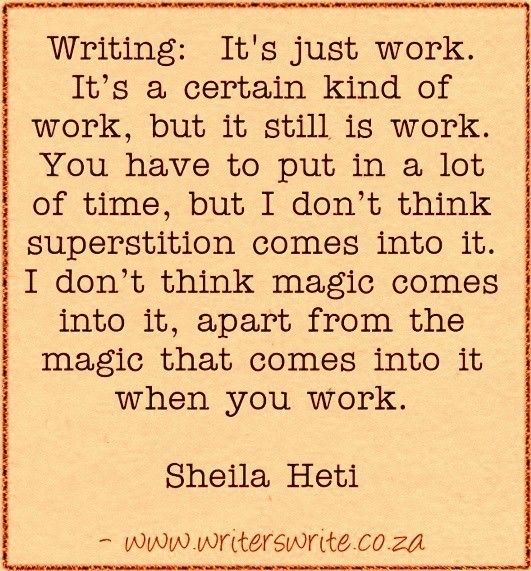 Writing:  It's just work.
It’s a certain kind of
work, but it still is work.
You have to put in a lot
of time, but I don’t think
superstition comes into it.
I don’t think magic comes
into it, apart from the
magic that comes into it
when you work.
Sheila Heti
- www.writerswrite.co.za